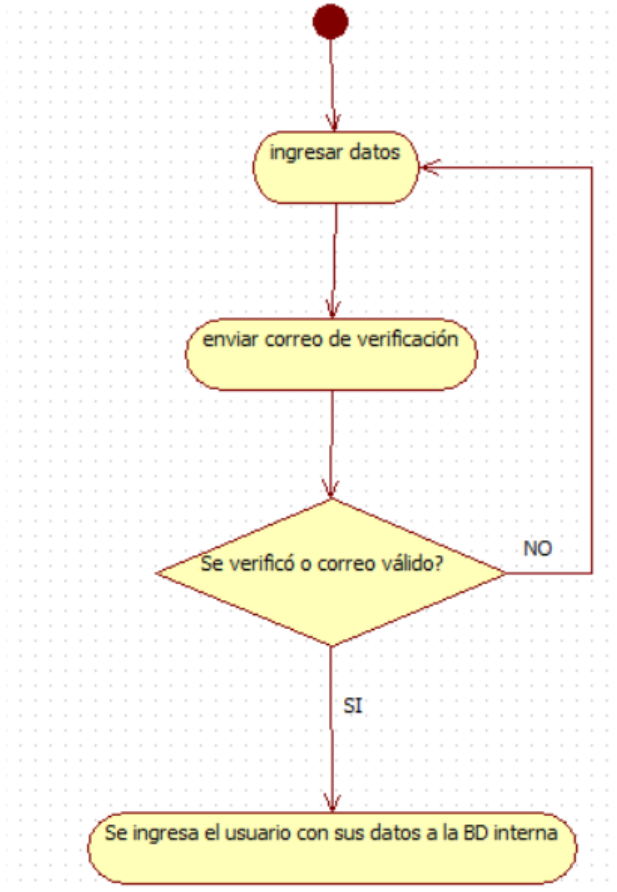 ingresar datos
enviar correo de verificación
Se verificó o correo válido?
NO
SI
Se ingresa el usuario con sus datos a la BD interna